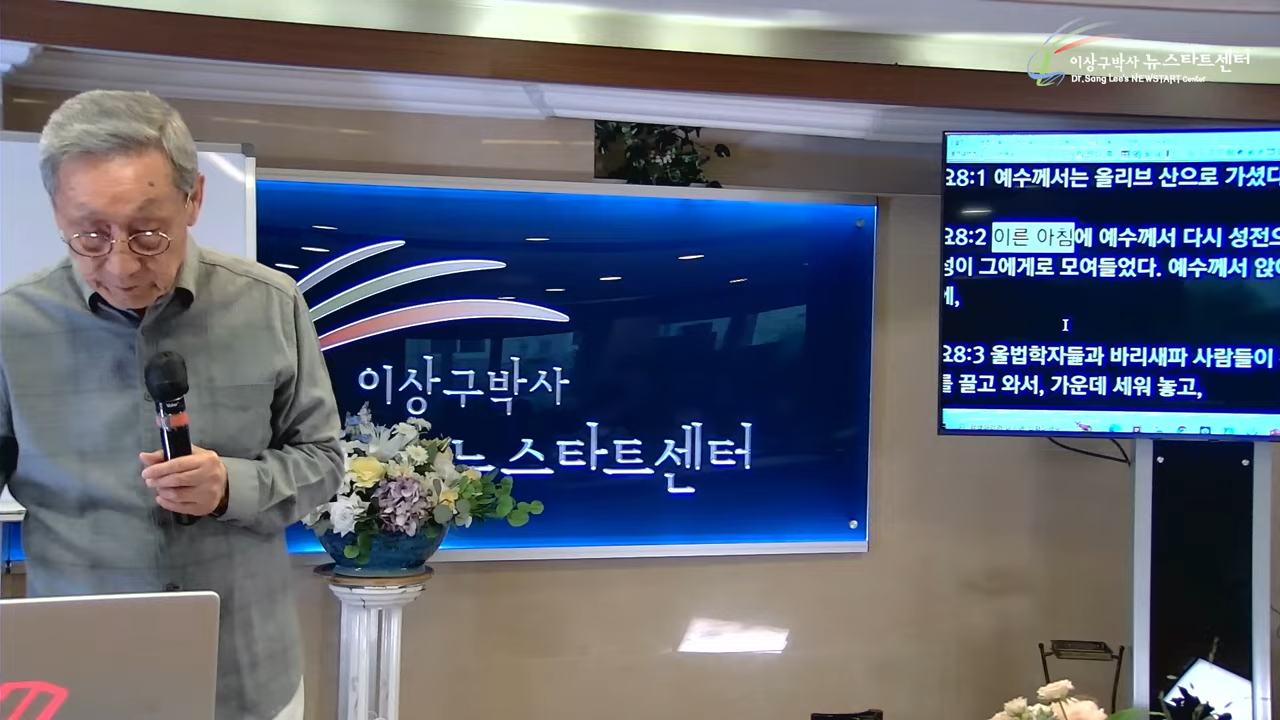 이상구박사 뉴스타트센터
Dr. Sang Lee's NEWSTART Center
요8:1 예수께서는 올리브 산으로 가셨다
요8:2 이른 아침에 예수께서 다시 성전으
그에게로 모여들었다. 예수께서 앉아
요8:3 율법학자들과 바리새파 사람들이
끌고 와서, 가운데 세워 놓고,
이상구박사
뉴스타트센터